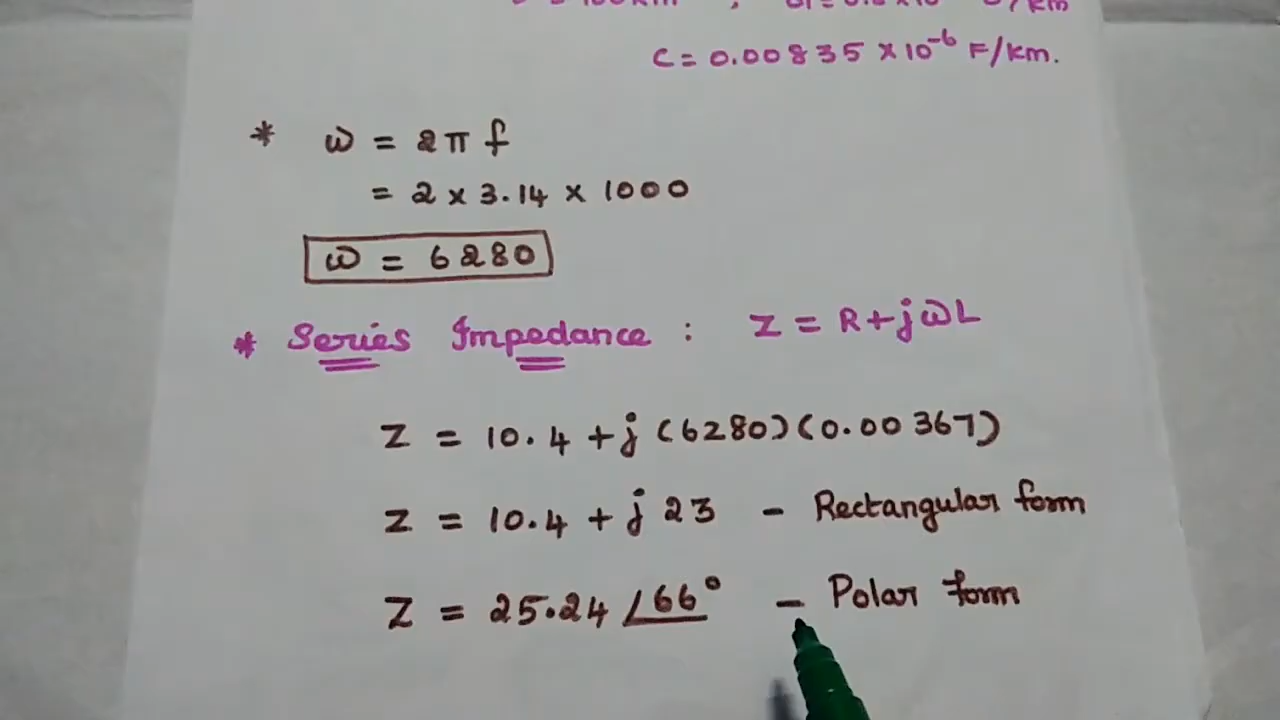 C = 0.00835 × 10⁻⁶ F/km.
* ω = 2πf
= 2 × 3.14 × 1000
ω = 6280
* Series Impedance : Z = R + jωL
Z = 10.4 + j (6280)(0.00367)
Z = 10.4 + j 23 - Rectangular form
Z = 25.24 ∠66° - Polar form